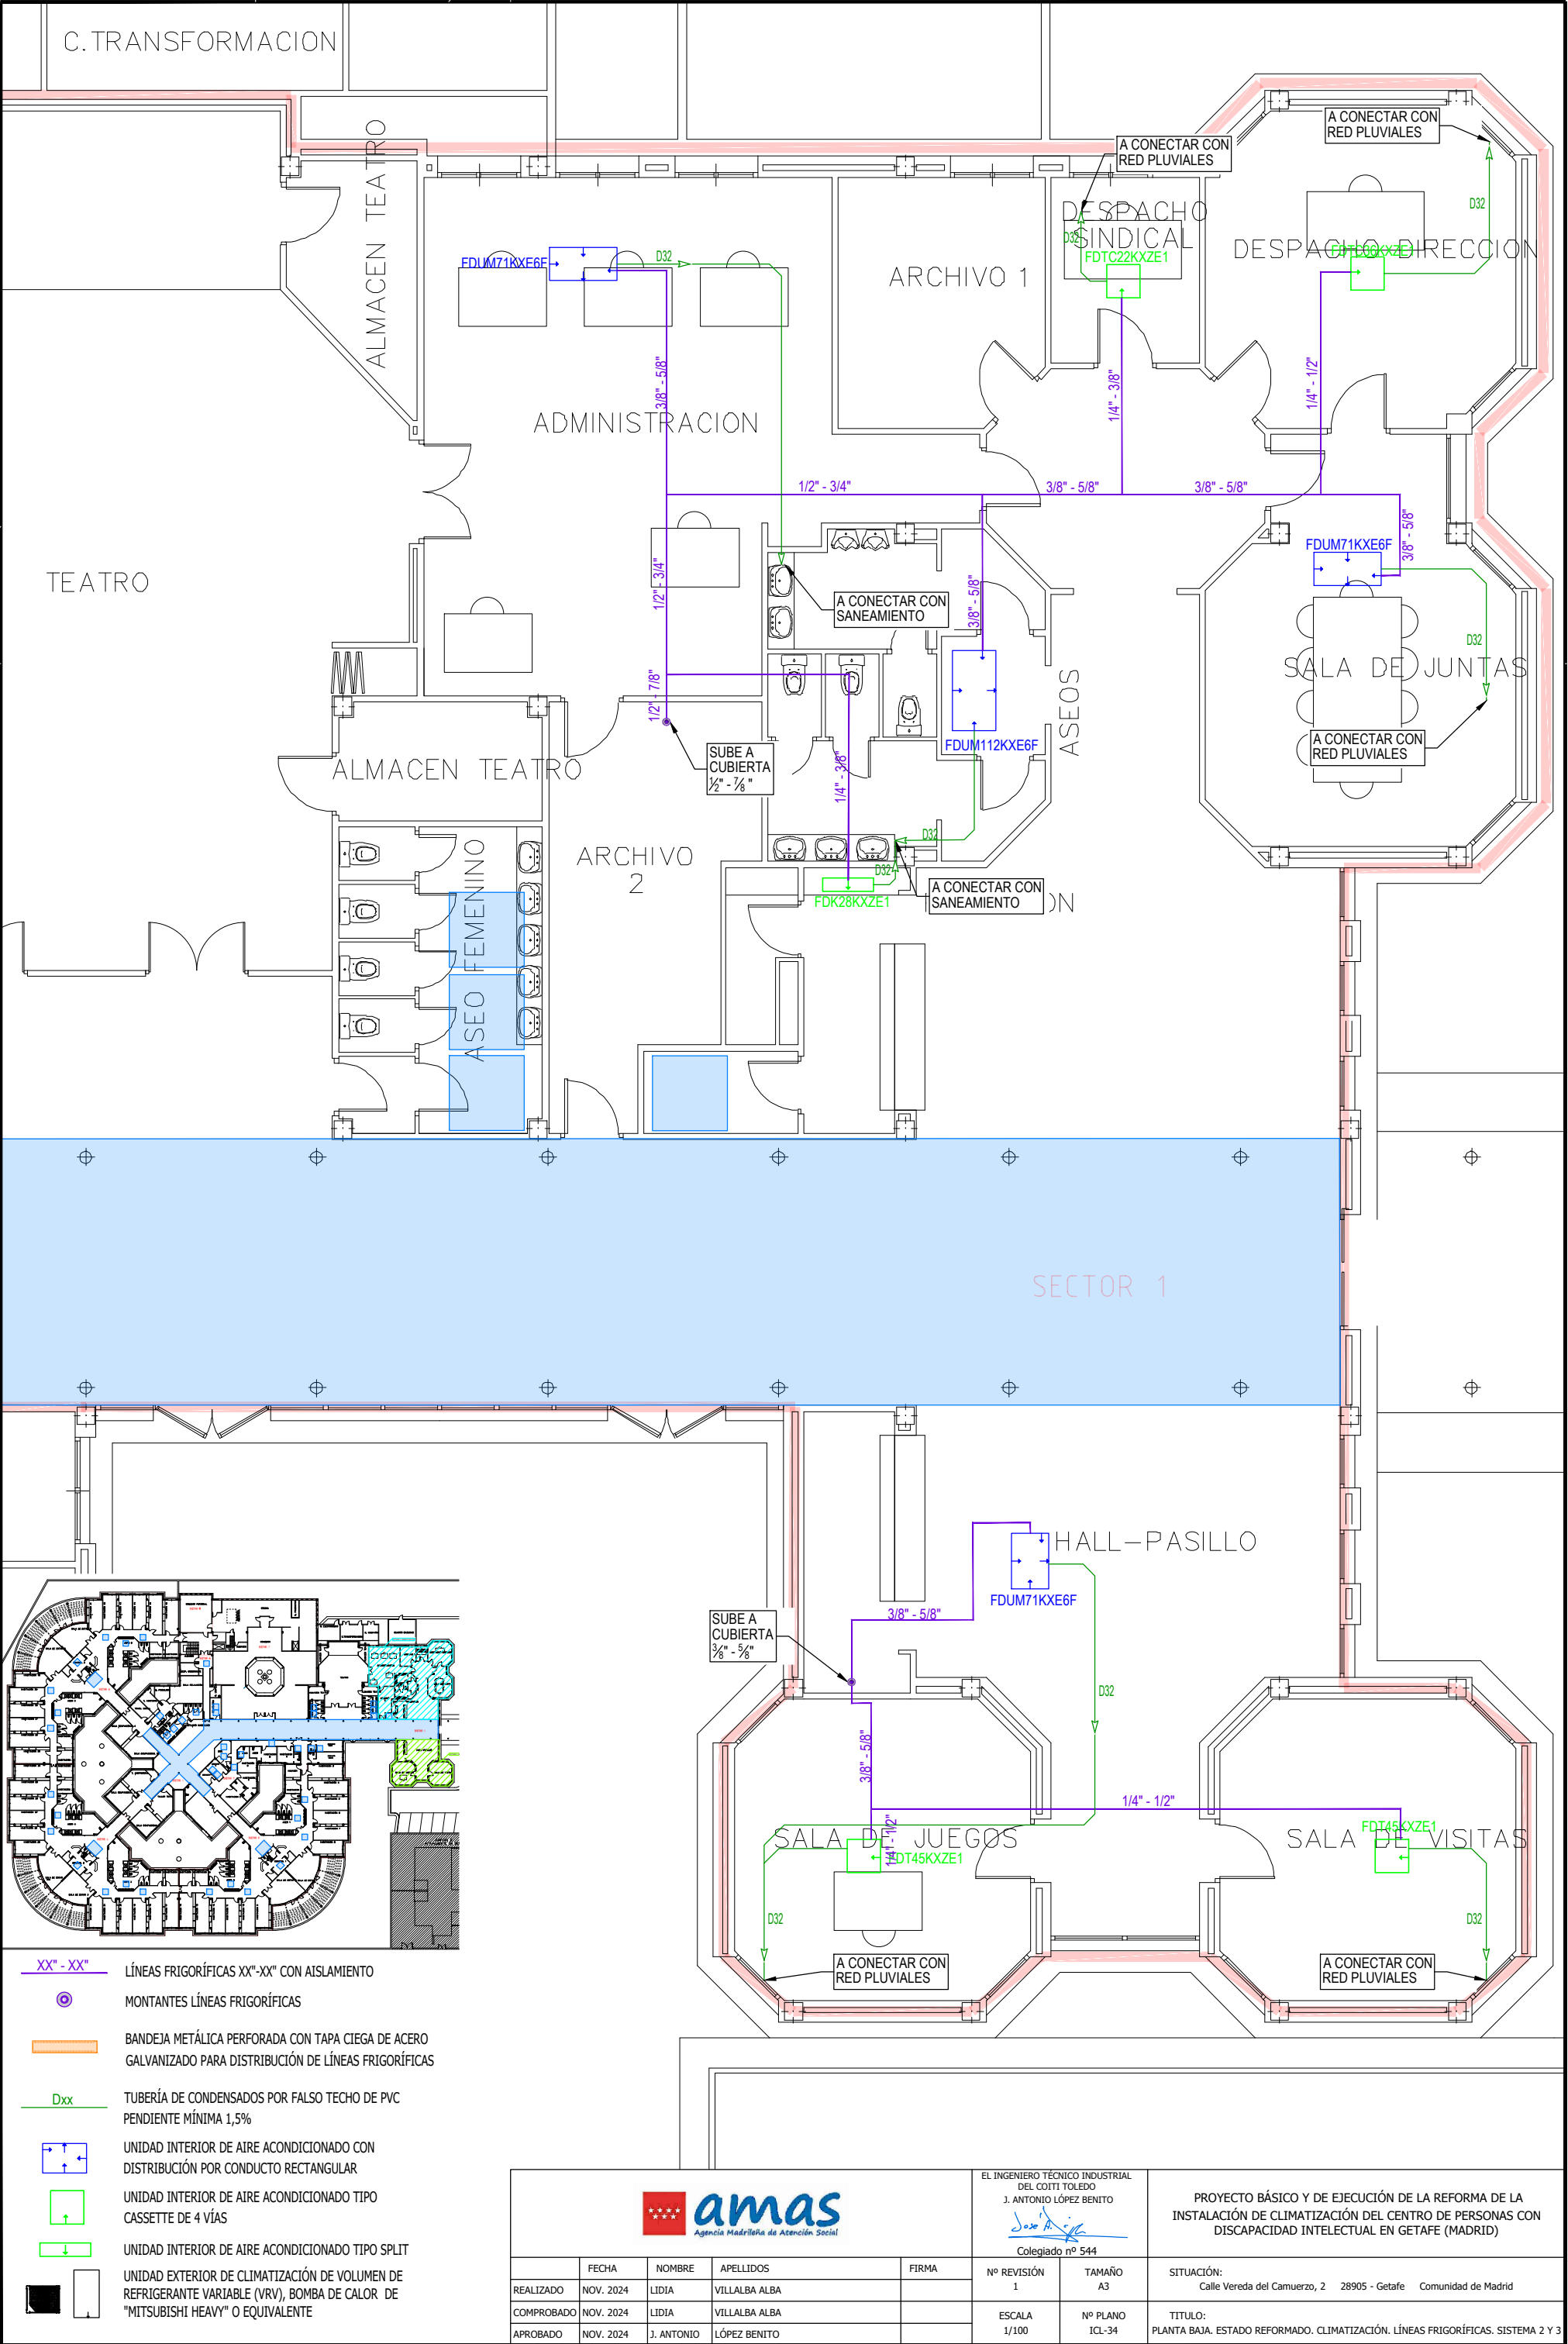 C.TRANSFORMACION
ALMACEN TEATRO
A CONECTAR CON
RED PLUVIALES
A CONECTAR CON
RED PLUVIALES
DESPACHO
SINDICAL
D32
FDTC22KXZE1
DESPACHO DIRECCION
D32
ARCHIVO 1
FDUM71KXE6F
D32
3/8" - 5/8"
1/4" - 3/8"
1/4" - 1/2"
ADMINISTRACION
1/2" - 3/4"
3/8" - 5/8"
3/8" - 5/8"
3/8" - 5/8"
FDUM71KXE6F
TEATRO
1/2" - 3/4"
3/8" - 5/8"
A CONECTAR CON
SANEAMIENTO
D32
SALA DE JUNTAS
ASEOS
1/2" - 7/8"
FDUM112KXE6F
A CONECTAR CON
RED PLUVIALES
SUBE A
CUBIERTA
½" - ⅞"
1/4" - 3/8"
ALMACEN TEATRO
D32
ARCHIVO
2
ASEO FEMENINO
D32
FDK28KXZE1
A CONECTAR CON
SANEAMIENTO
SECTOR 1
HALL-PASILLO
FDUM71KXE6F
3/8" - 5/8"
SUBE A
CUBIERTA
⅜" - ⅝"
D32
3/8" - 5/8"
1/4" - 1/2"
1/4" - 1/2"
SALA DE JUEGOS
FDT45KXZE1
SALA DE VISITAS
FDT45KXZE1
D32
D32
A CONECTAR CON
RED PLUVIALES
A CONECTAR CON
RED PLUVIALES
XX" - XX"
LÍNEAS FRIGORÍFICAS XX"-XX" CON AISLAMIENTO
MONTANTES LÍNEAS FRIGORÍFICAS
BANDEJA METÁLICA PERFORADA CON TAPA CIEGA DE ACERO
GALVANIZADO PARA DISTRIBUCIÓN DE LÍNEAS FRIGORÍFICAS
Dxx
TUBERÍA DE CONDENSADOS POR FALSO TECHO DE PVC
PENDIENTE MÍNIMA 1,5%
UNIDAD INTERIOR DE AIRE ACONDICIONADO CON
DISTRIBUCIÓN POR CONDUCTO RECTANGULAR
UNIDAD INTERIOR DE AIRE ACONDICIONADO TIPO
CASSETTE DE 4 VÍAS
UNIDAD INTERIOR DE AIRE ACONDICIONADO TIPO SPLIT
UNIDAD EXTERIOR DE CLIMATIZACIÓN DE VOLUMEN DE
REFRIGERANTE VARIABLE (VRV), BOMBA DE CALOR DE
"MITSUBISHI HEAVY" O EQUIVALENTE
amas
Agencia Madrileña de Atención Social
EL INGENIERO TÉCNICO INDUSTRIAL
DEL COITI TOLEDO
J. ANTONIO LÓPEZ BENITO
Colegiado nº 544
PROYECTO BÁSICO Y DE EJECUCIÓN DE LA REFORMA DE LA
INSTALACIÓN DE CLIMATIZACIÓN DEL CENTRO DE PERSONAS CON
DISCAPACIDAD INTELECTUAL EN GETAFE (MADRID)
FECHA NOMBRE APELLIDOS FIRMA
REALIZADO NOV. 2024 LIDIA VILLALBA ALBA
COMPROBADO NOV. 2024 LIDIA VILLALBA ALBA
APROBADO NOV. 2024 J. ANTONIO LÓPEZ BENITO
Nº REVISIÓN
1
TAMAÑO
A3
ESCALA
1/100
Nº PLANO
ICL-34
SITUACIÓN:
Calle Vereda del Camuerzo, 2 28905 - Getafe Comunidad de Madrid
TITULO:
PLANTA BAJA. ESTADO REFORMADO. CLIMATIZACIÓN. LÍNEAS FRIGORÍFICAS. SISTEMA 2 Y 3